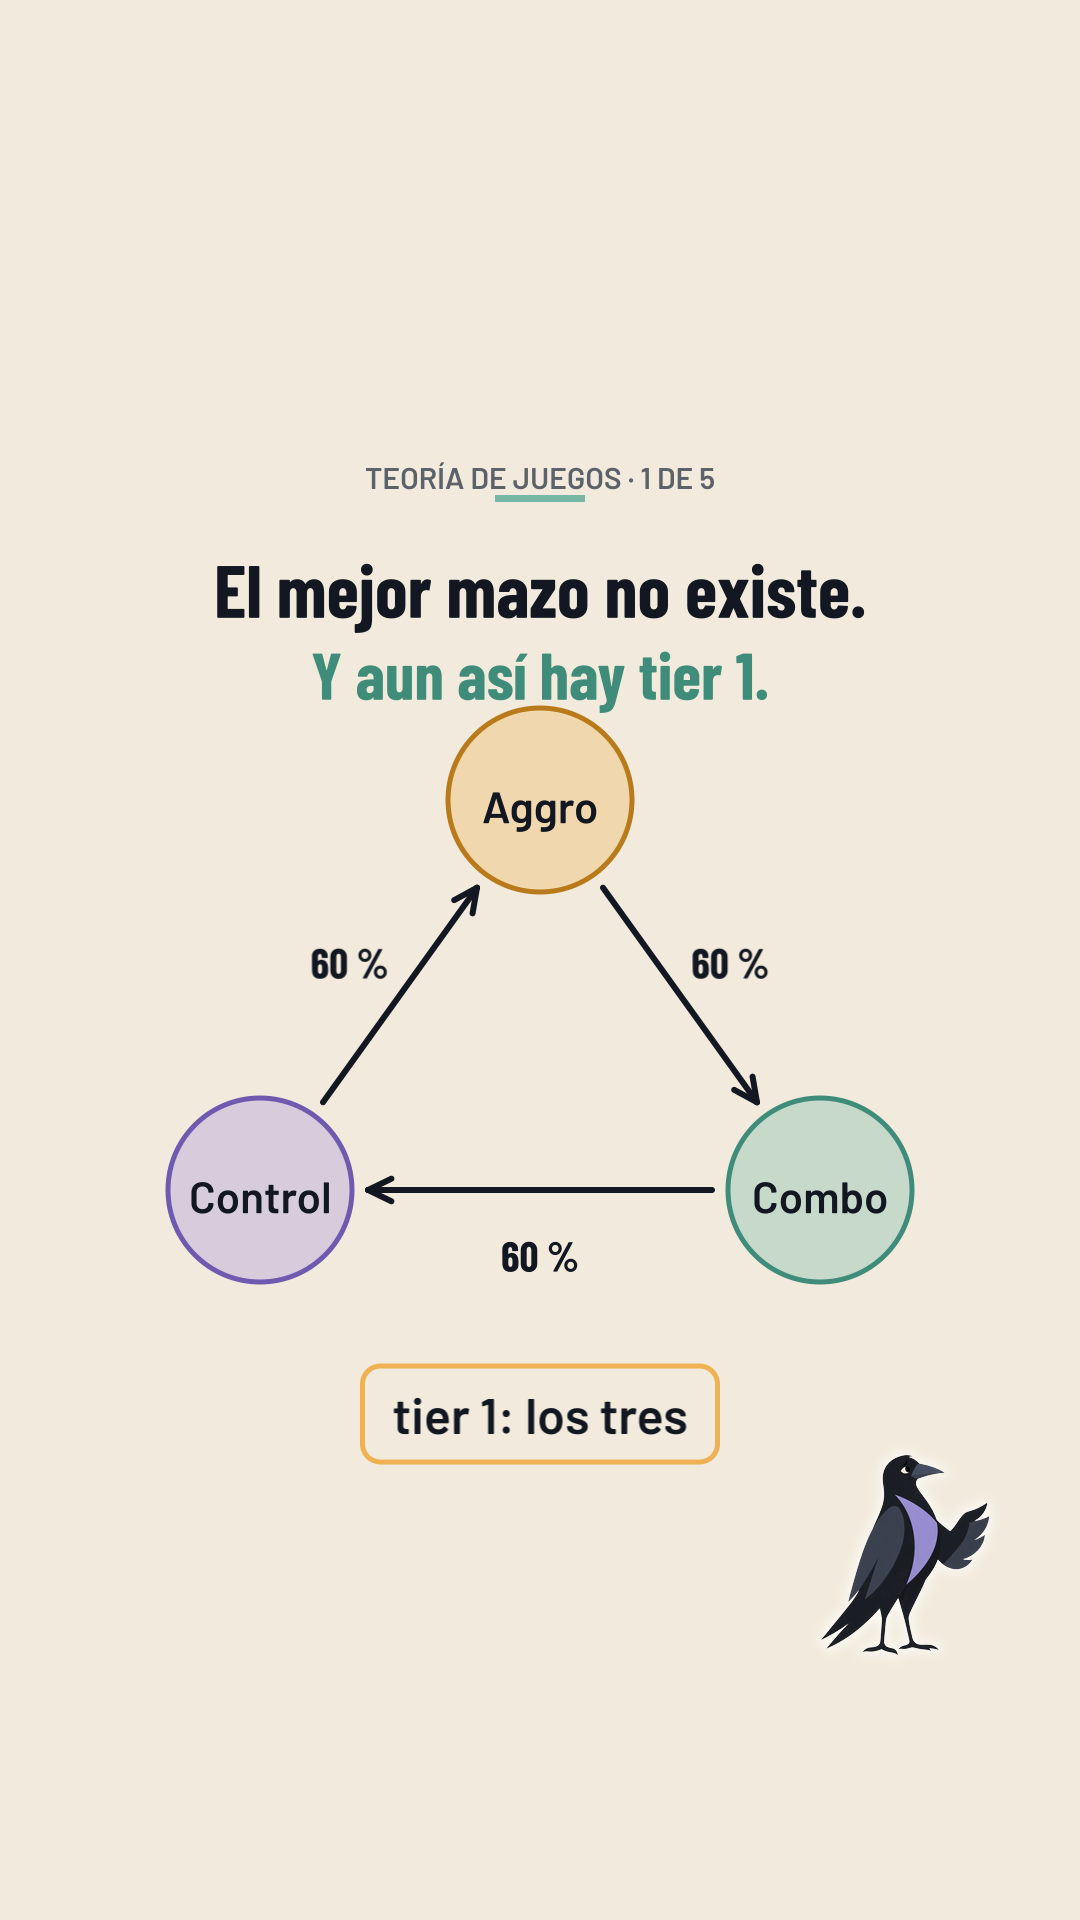 TEORÍA DE JUEGOS · 1 DE 5
El mejor mazo no existe.
Y aun así hay tier 1.
Aggro
60 %
60 %
Control
Combo
60 %
tier 1: los tres